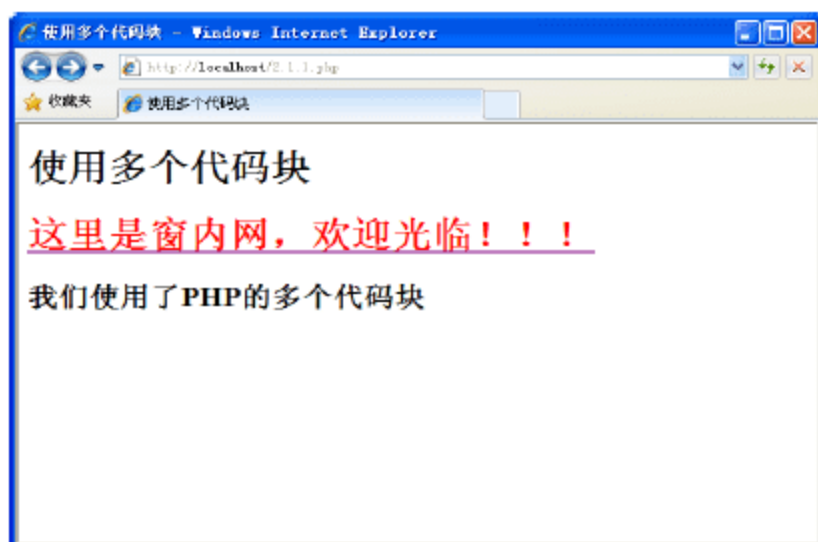 使用多个代码块 - Windows Internet Explorer
http://localhost/2.1.1.php
收藏夹 使用多个代码块
使用多个代码块
这里是窗内网，欢迎光临！！！
我们使用了PHP的多个代码块